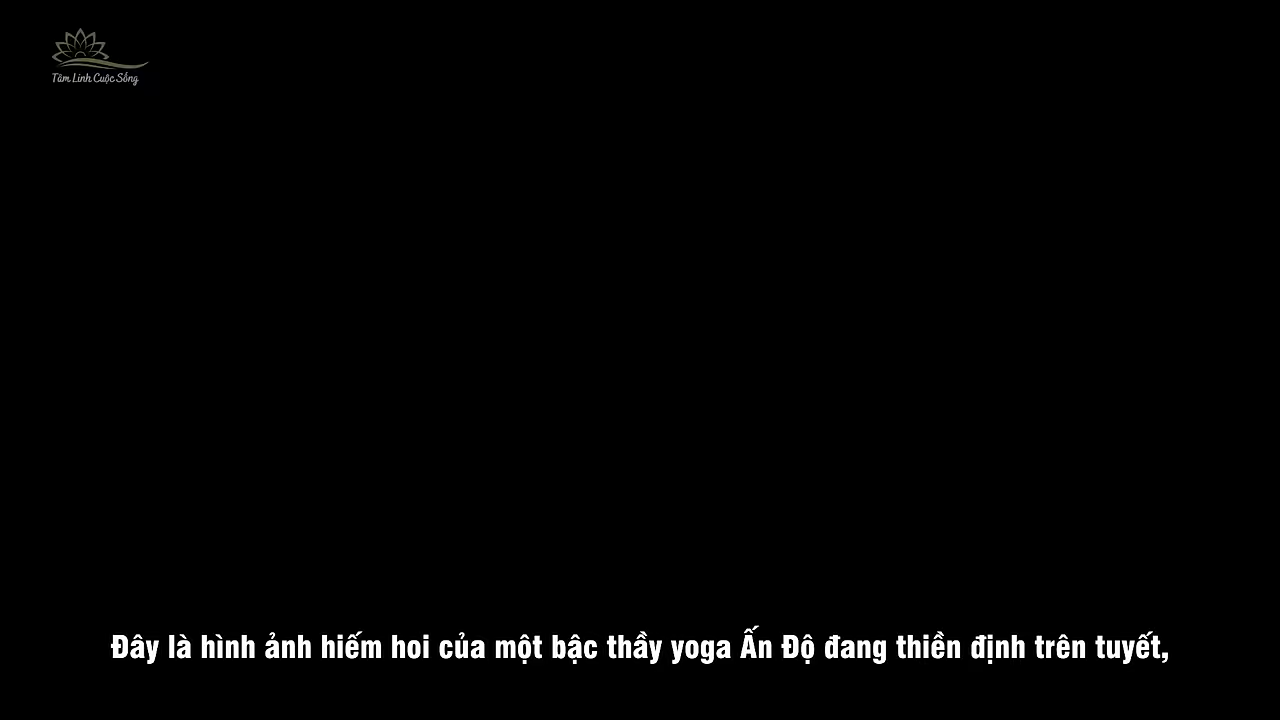 Tâm Linh Cuộc Sống
Đây là hình ảnh hiếm hoi của một bậc thầy yoga Ấn Độ đang thiền định trên tuyết,